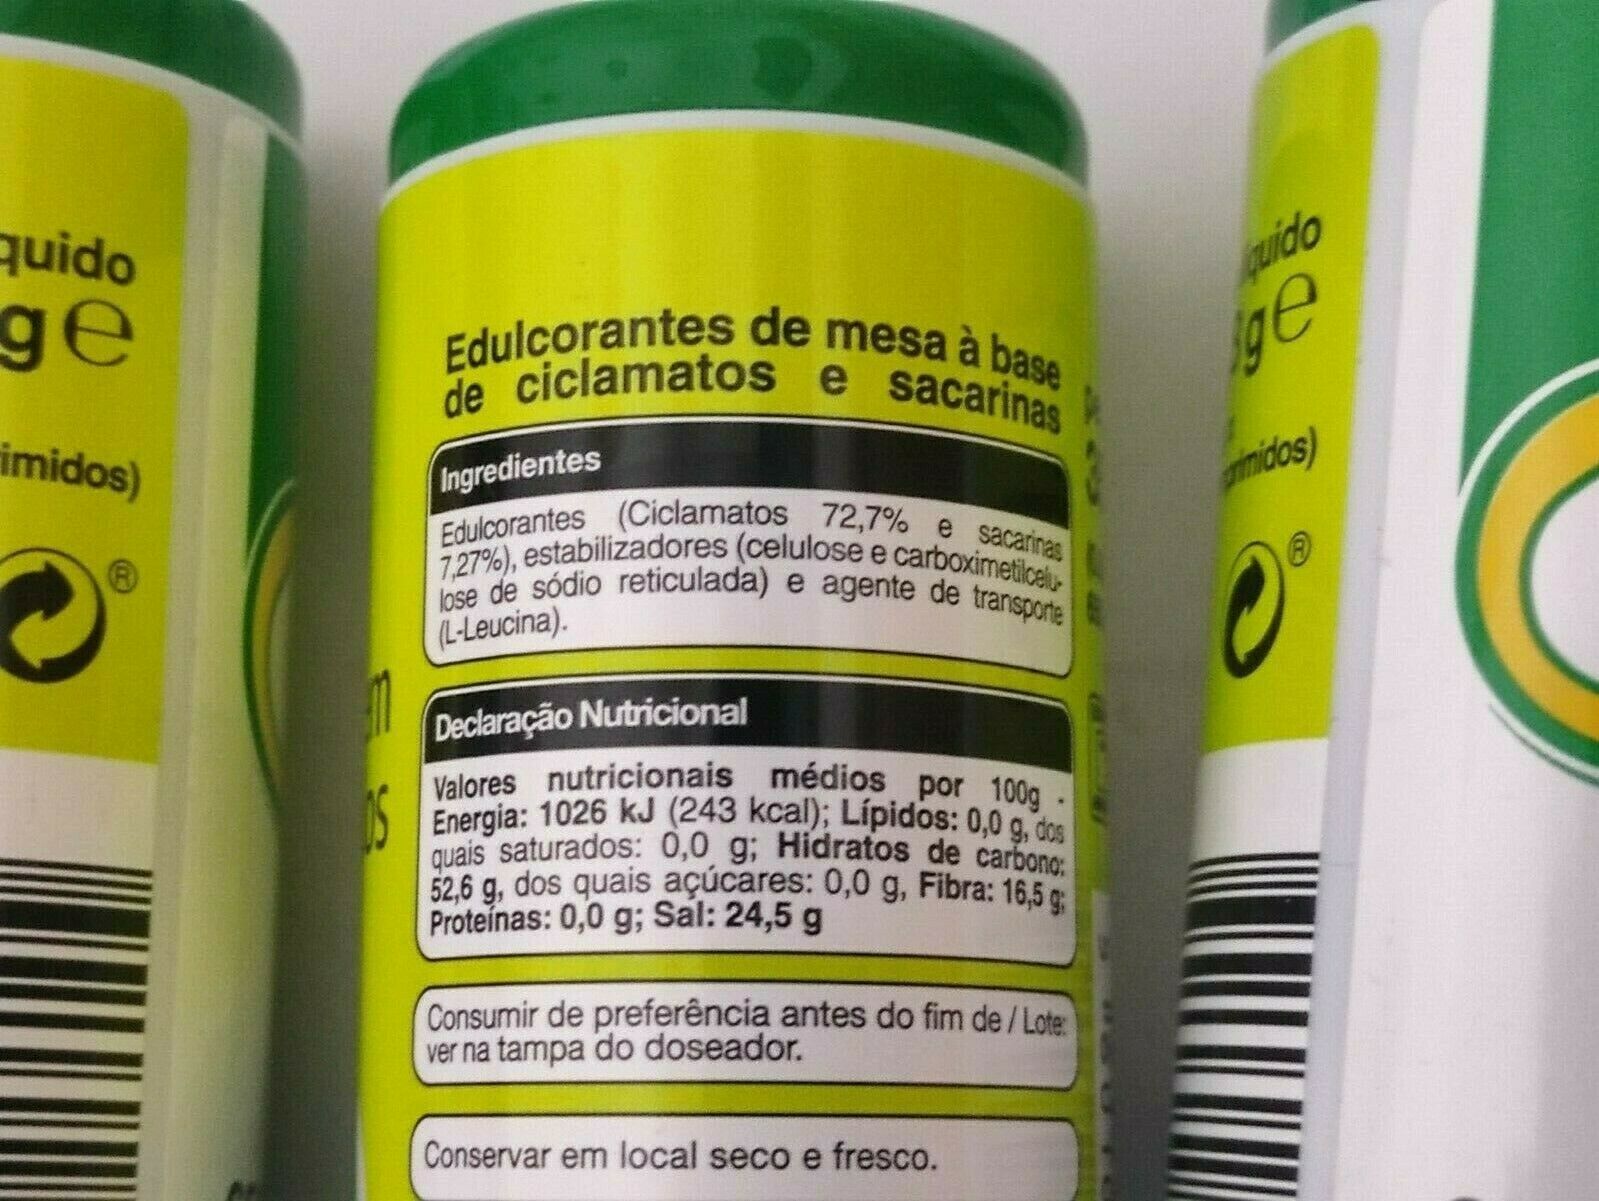 quido
g e
imidos)
®
Edulcorantes de mesa à base
de ciclamatos e sacarinas
Ingredientes
Edulcorantes (Ciclamatos 72,7% e sacarinas
7,27%), estabilizadores (celulose e carboximetilcelu-
lose de sódio reticulada) e agente de transporte
(L-Leucina).
Declaração Nutricional
Valores nutricionais médios por 100g -
Energia: 1026 kJ (243 kcal); Lípidos: 0,0 g, dos
quais saturados: 0,0 g; Hidratos de carbono:
52,6 g, dos quais açúcares: 0,0 g, Fibra: 16,5 g;
Proteínas: 0,0 g; Sal: 24,5 g
Consumir de preferência antes do fim de / Lote:
ver na tampa do doseador.
Conservar em local seco e fresco.
quido
g e
rimidos)
®